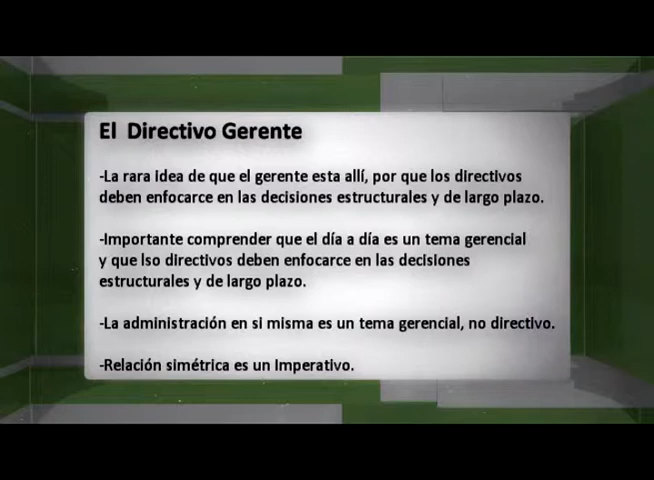 El Directivo Gerente
-La rara idea de que el gerente esta allí, por que los directivos
deben enfocarce en las decisiones estructurales y de largo plazo.
-Importante comprender que el día a día es un tema gerencial
y que lso directivos deben enfocarce en las decisiones
estructurales y de largo plazo.
-La administración en si misma es un tema gerencial, no directivo.
-Relación simétrica es un Imperativo.